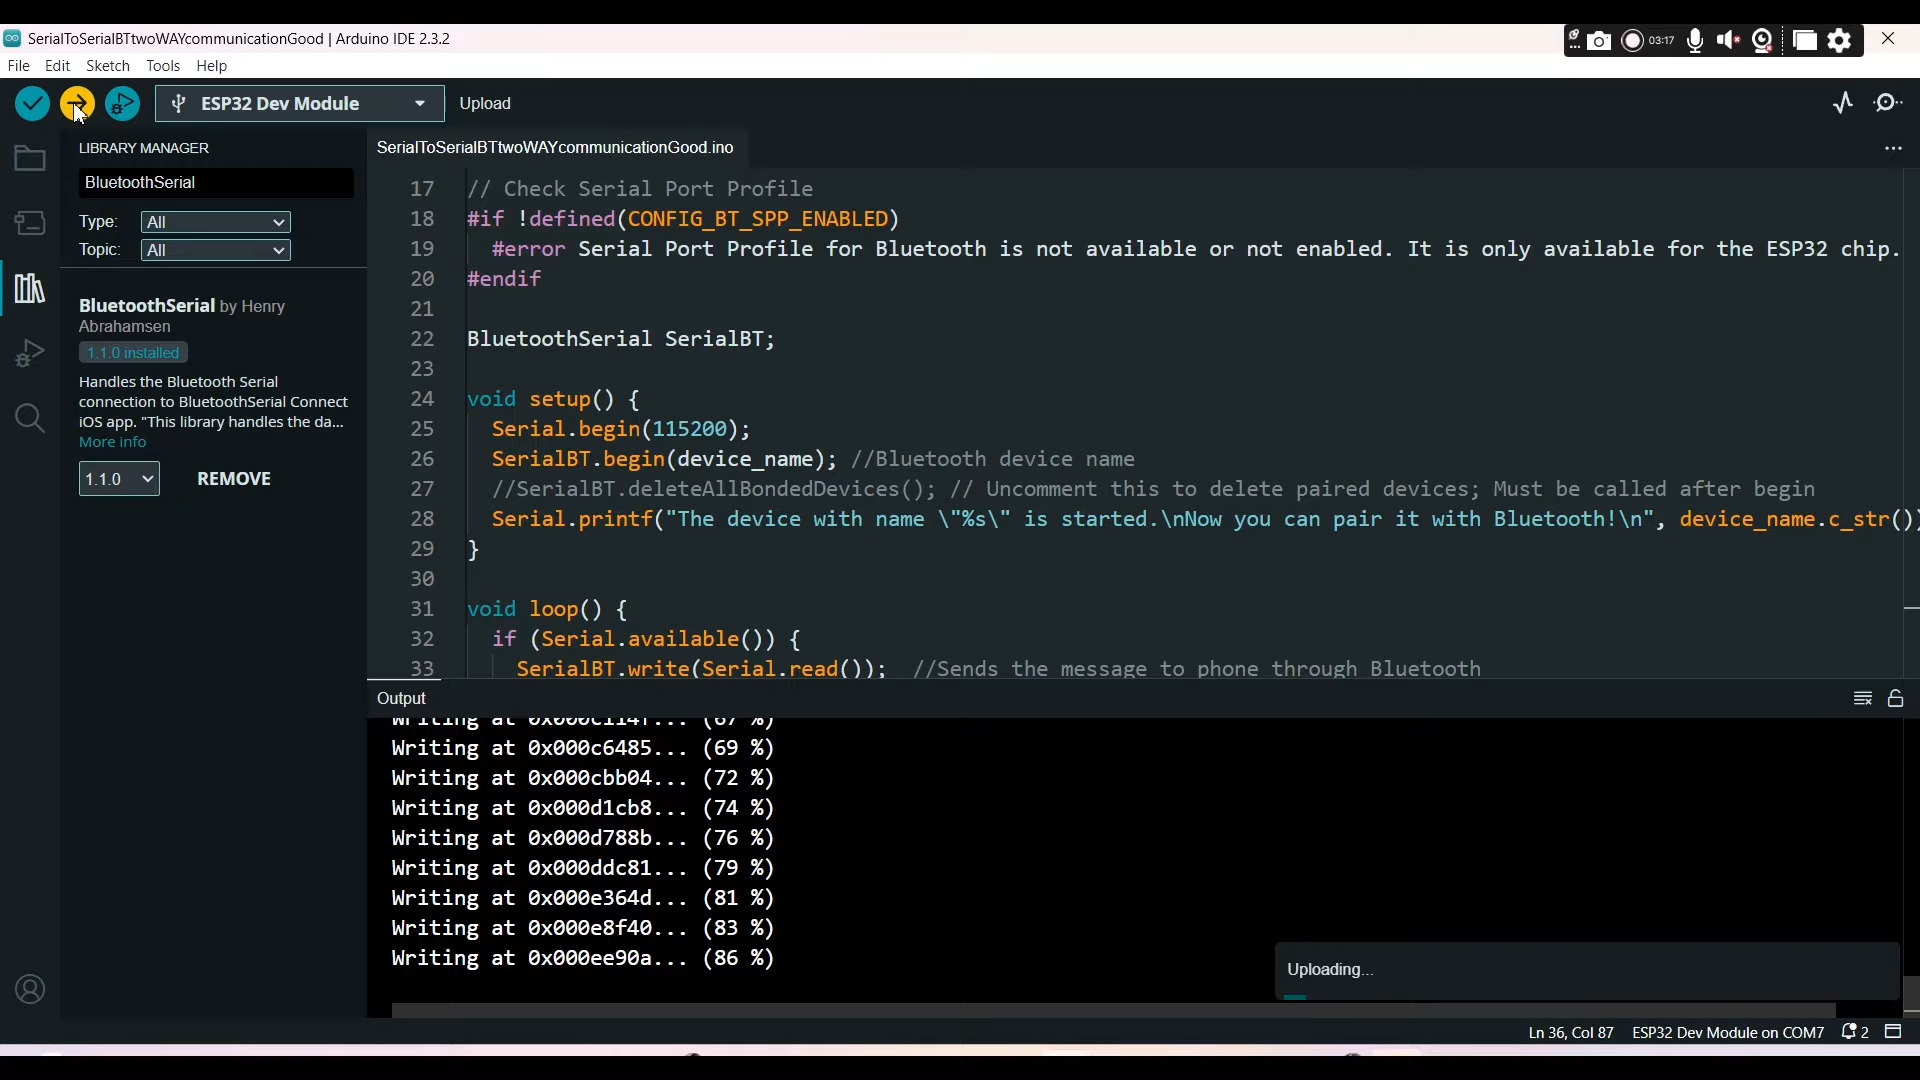 SerialToSerialBTtwoWAYcommunicationGood | Arduino IDE 2.3.2
03:17
File Edit Sketch Tools Help
ESP32 Dev Module
Upload
LIBRARY MANAGER
BluetoothSerial
Type: All
Topic: All
BluetoothSerial by Henry
Abrahamsen
1.1.0 installed
Handles the Bluetooth Serial
connection to BluetoothSerial Connect
iOS app. "This library handles the da...
More info
1.1.0 REMOVE
SerialToSerialBTtwoWAYcommunicationGood.ino
17 // Check Serial Port Profile
18 #if !defined(CONFIG_BT_SPP_ENABLED)
19 #error Serial Port Profile for Bluetooth is not available or not enabled. It is only available for the ESP32 chip.
20 #endif
21
22 BluetoothSerial SerialBT;
23
24 void setup() {
25 Serial.begin(115200);
26 SerialBT.begin(device_name); //Bluetooth device name
27 //SerialBT.deleteAllBondedDevices(); // Uncomment this to delete paired devices; Must be called after begin
28 Serial.printf("The device with name \"%s\" is started.\nNow you can pair it with Bluetooth!\n", device_name.c_str()
29 }
30
31 void loop() {
32 if (Serial.available()) {
33 SerialBT.write(Serial.read()); //Sends the message to phone through Bluetooth
Output
Writing at
Writing at 0x000c6485... (69 %)
Writing at 0x000cbb04... (72 %)
Writing at 0x000d1cb8... (74 %)
Writing at 0x000d788b... (76 %)
Writing at 0x000ddc81... (79 %)
Writing at 0x000e364d... (81 %)
Writing at 0x000e8f40... (83 %)
Writing at 0x000ee90a... (86 %)
Uploading...
Ln 36, Col 87 ESP32 Dev Module on COM7 2